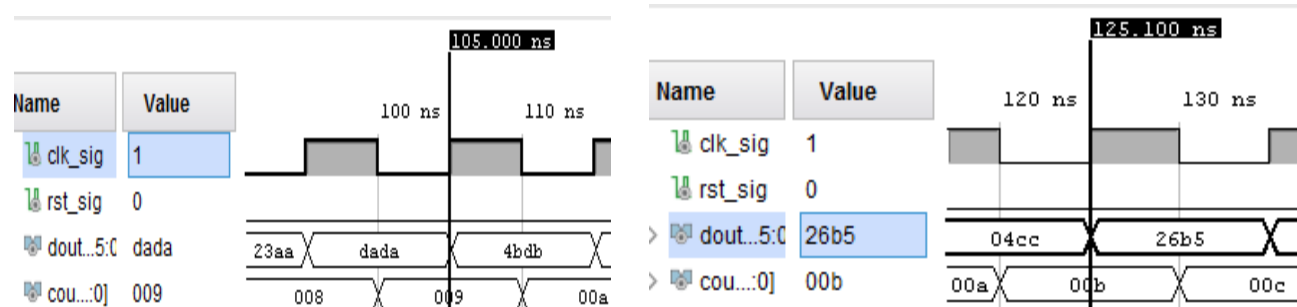 105.000 ns
Name Value 100 ns 110 ns
clk_sig 1
rst_sig 0
dout...5:0 dada 23aa dada 4bdb
cou...:0] 009 008 009 00a
125.100 ns
Name Value 120 ns 130 ns
clk_sig 1
rst_sig 0
dout...5:0 26b5 04cc 26b5
cou...:0] 00b 00a 00b 00c